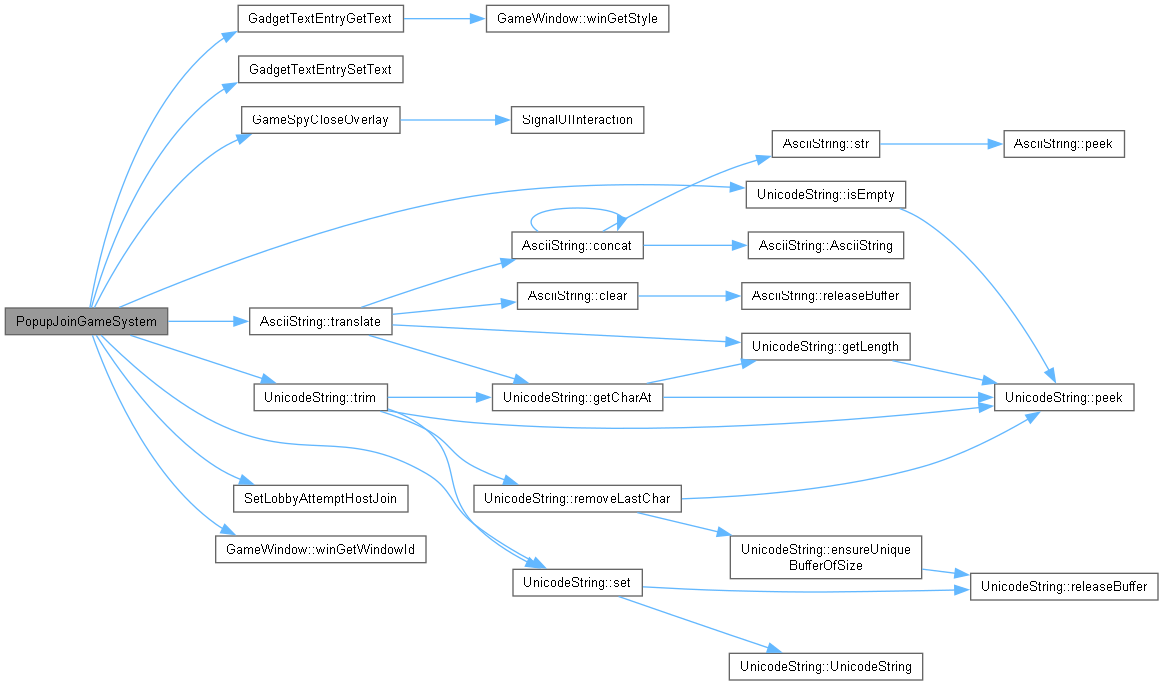 GadgetTextEntryGetText
GameWindow::winGetStyle
GadgetTextEntrySetText
GameSpyCloseOverlay
SignalUIInteraction
AsciiString::str
AsciiString::peek
UnicodeString::isEmpty
AsciiString::concat
AsciiString::AsciiString
AsciiString::clear
AsciiString::releaseBuffer
PopupJoinGameSystem
AsciiString::translate
UnicodeString::getLength
UnicodeString::trim
UnicodeString::getCharAt
UnicodeString::peek
SetLobbyAttemptHostJoin
UnicodeString::removeLastChar
GameWindow::winGetWindowId
UnicodeString::ensureUnique
BufferOfSize
UnicodeString::set
UnicodeString::releaseBuffer
UnicodeString::UnicodeString